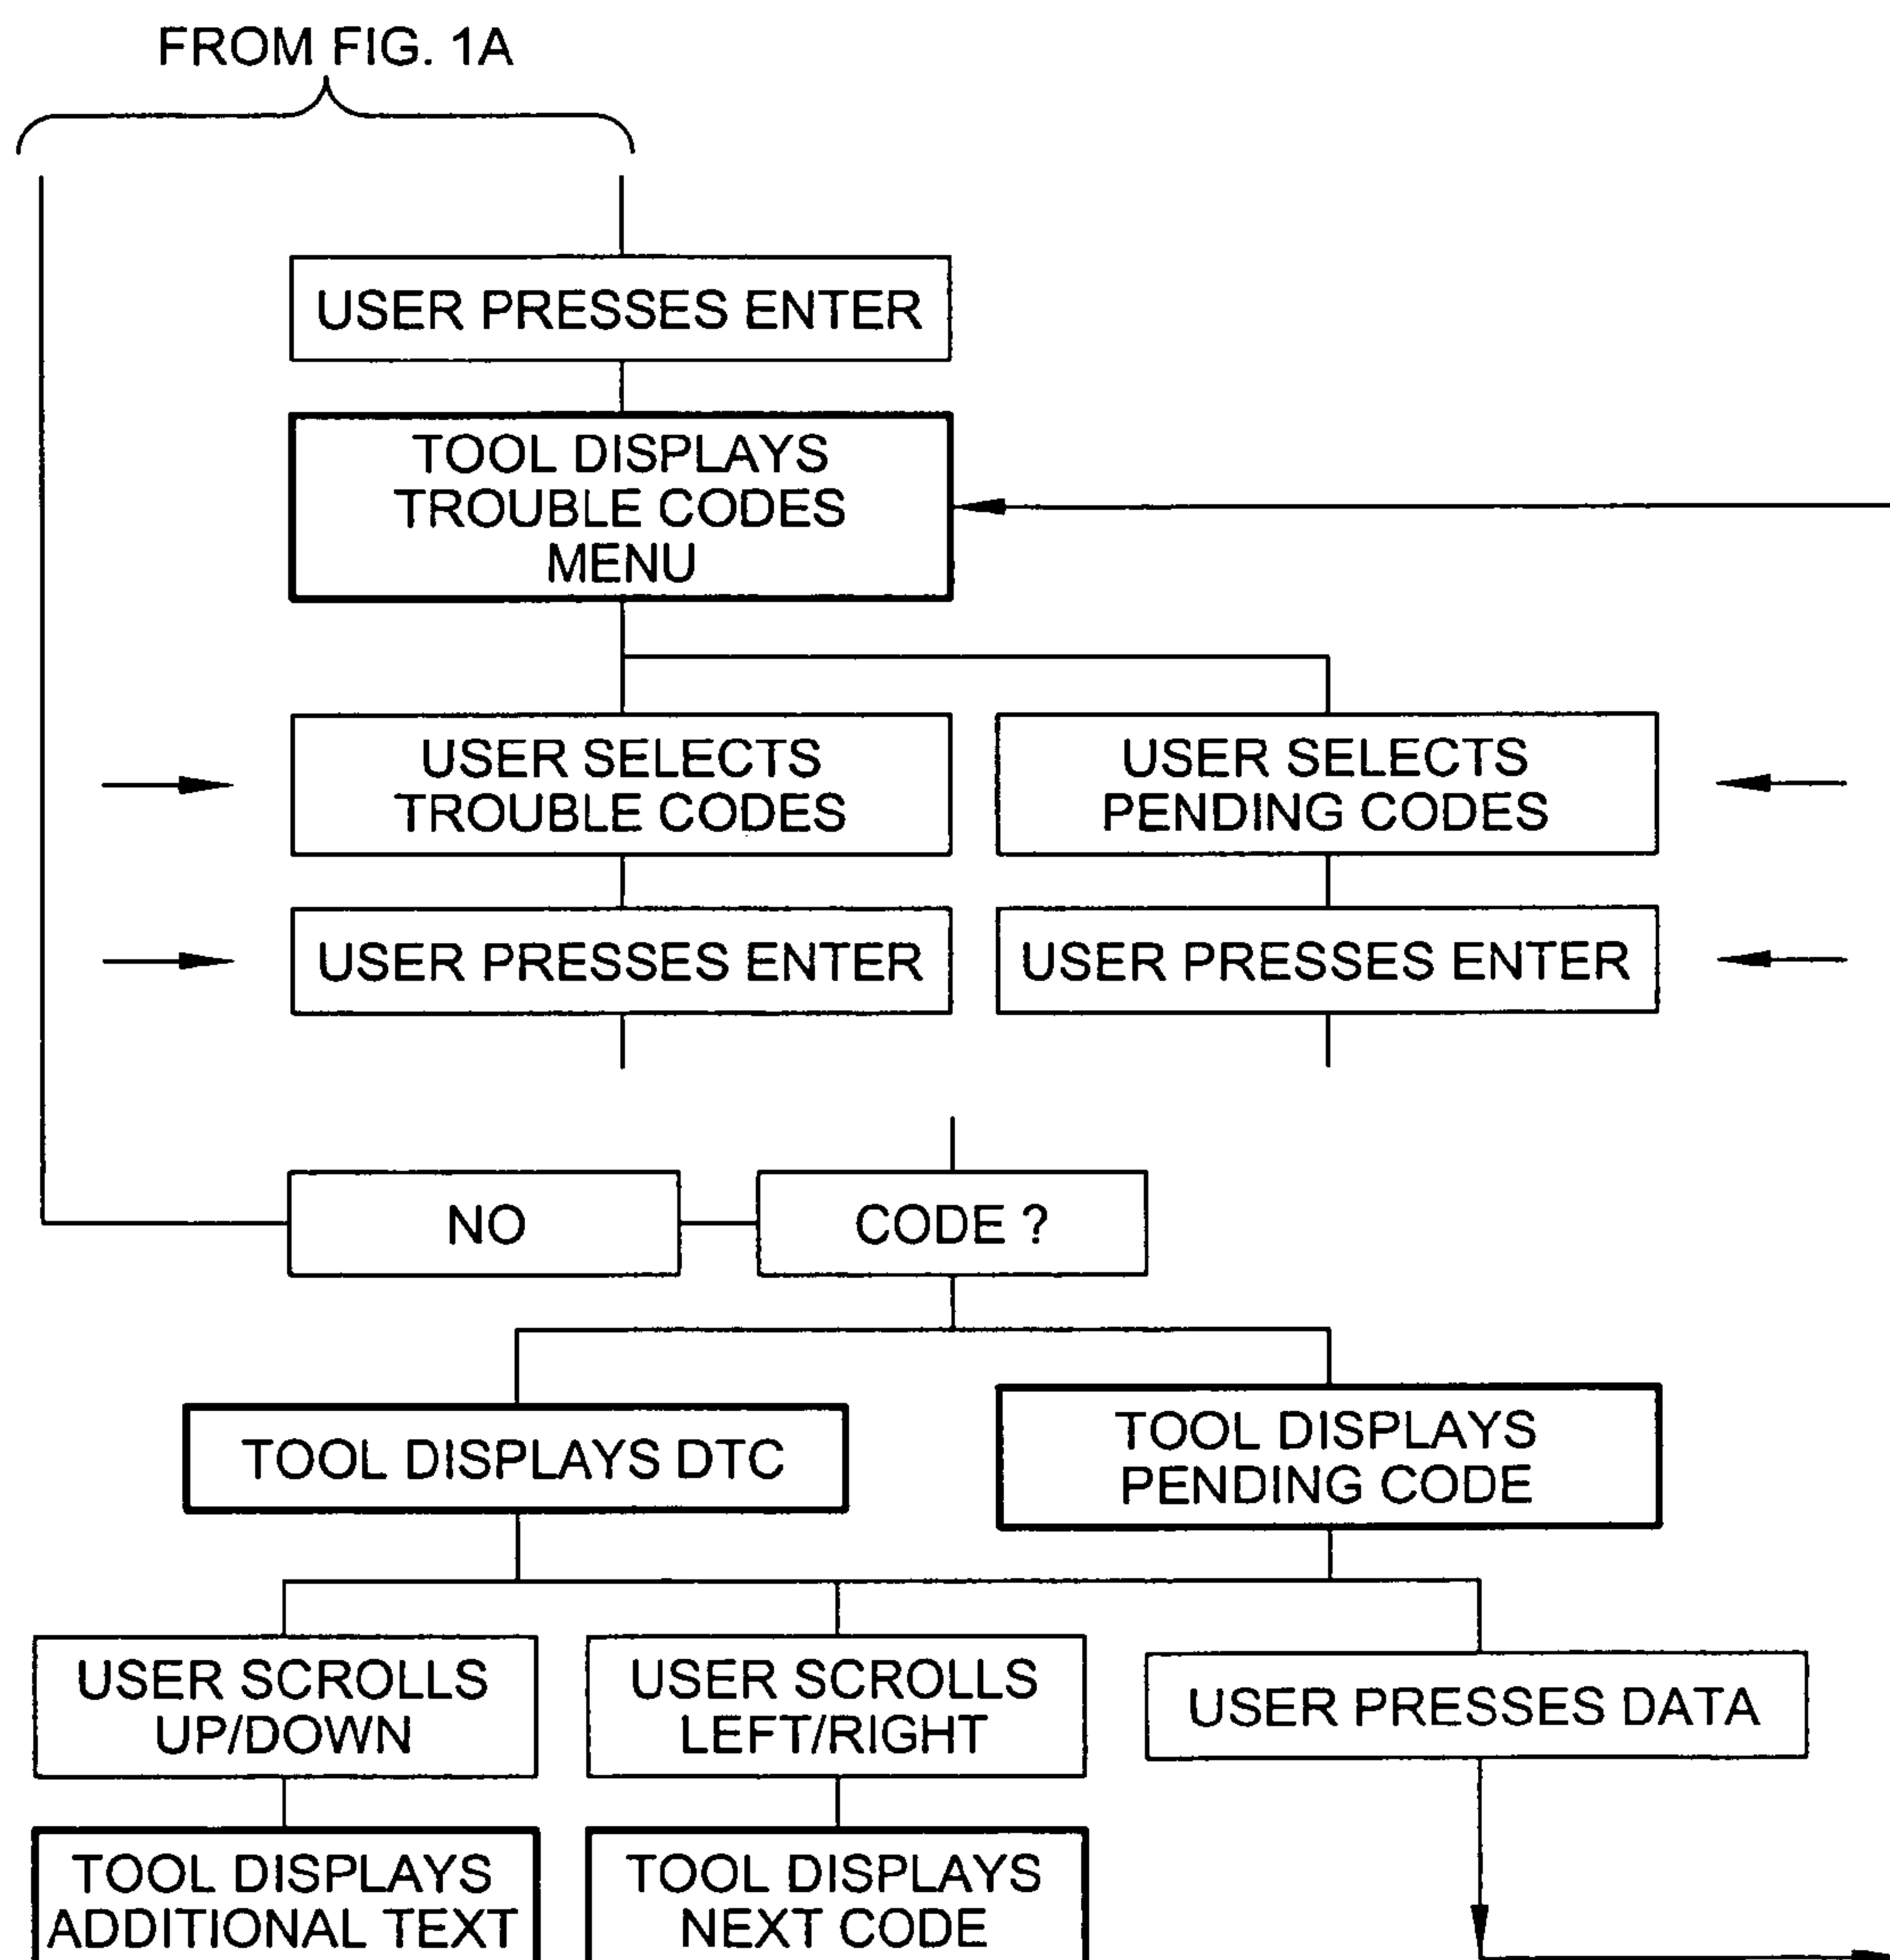 FROM FIG. 1A
USER PRESSES ENTER
TOOL DISPLAYS
TROUBLE CODES
MENU
USER SELECTS
TROUBLE CODES
USER SELECTS
PENDING CODES
USER PRESSES ENTER
USER PRESSES ENTER
NO
CODE ?
TOOL DISPLAYS DTC
TOOL DISPLAYS
PENDING CODE
USER SCROLLS
UP/DOWN
USER SCROLLS
LEFT/RIGHT
USER PRESSES DATA
TOOL DISPLAYS
ADDITIONAL TEXT
TOOL DISPLAYS
NEXT CODE